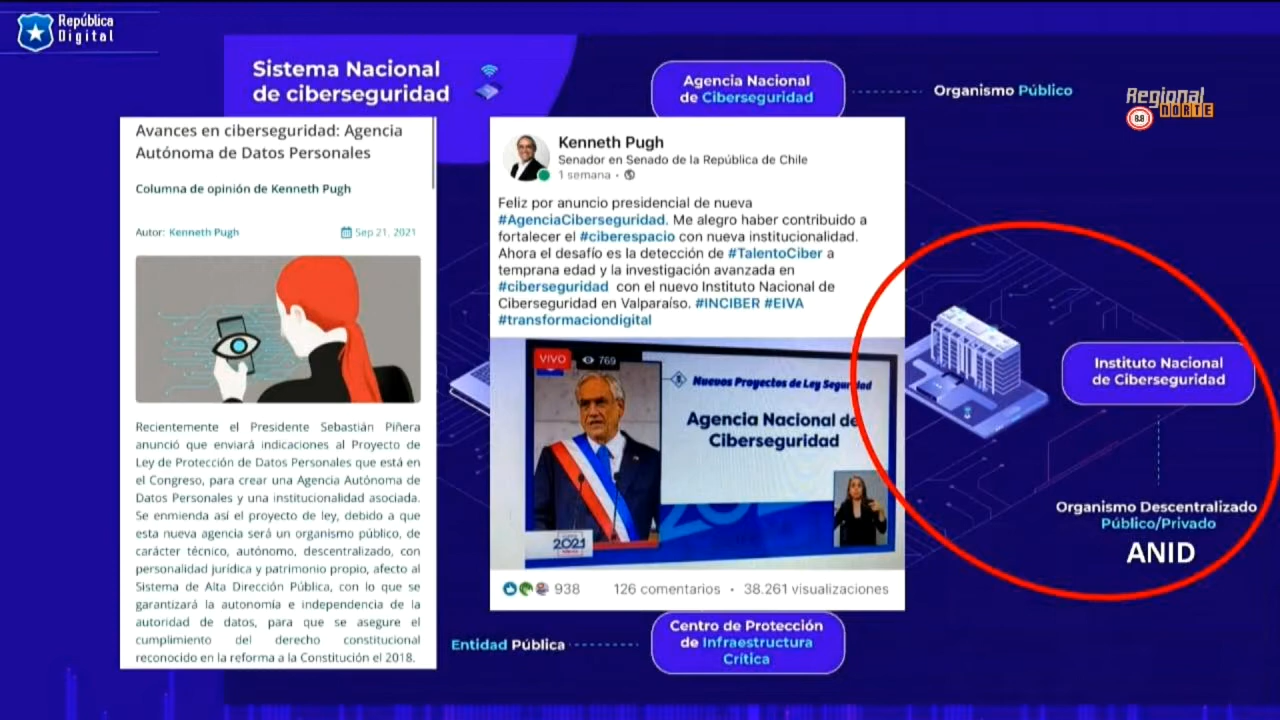 República
Digital
Sistema Nacional
de ciberseguridad
Agencia Nacional
de Ciberseguridad
Organismo Público
Regional
88 NORTE
Avances en ciberseguridad: Agencia
Autónoma de Datos Personales
Columna de opinión de Kenneth Pugh
Autor: Kenneth Pugh
Sep 21, 2021
Recientemente el Presidente Sebastián Piñera
anunció que enviará indicaciones al Proyecto de
Ley de Protección de Datos Personales que está en
el Congreso, para crear una Agencia Autónoma de
Datos Personales y una institucionalidad asociada.
Se enmienda así el proyecto de ley, debido a que
esta nueva agencia será un organismo público, de
carácter técnico, autónomo, descentralizado, con
personalidad jurídica y patrimonio propio, afecto al
Sistema de Alta Dirección Pública, con lo que se
garantizará la autonomía e independencia de la
autoridad de datos, para que se asegure el
cumplimiento del derecho constitucional
reconocido en la reforma a la Constitución el 2018.
Kenneth Pugh
Senador en Senado de la República de Chile
1 semana •
Feliz por anuncio presidencial de nueva
#AgenciaCiberseguridad. Me alegro haber contribuido a
fortalecer el #ciberespacio con nueva institucionalidad.
Ahora el desafío es la detección de #TalentoCiber a
temprana edad y la investigación avanzada en
#ciberseguridad con el nuevo Instituto Nacional de
Ciberseguridad en Valparaíso. #INCIBER #EIVA
#transformaciondigital
VIVO 769
Nuevos Proyectos de Ley Seguridad
Agencia Nacional de
Ciberseguridad
2021
938 126 comentarios • 38.261 visualizaciones
Instituto Nacional
de Ciberseguridad
Organismo Descentralizado
Público/Privado
ANID
Entidad Pública
Centro de Protección
de Infraestructura
Crítica